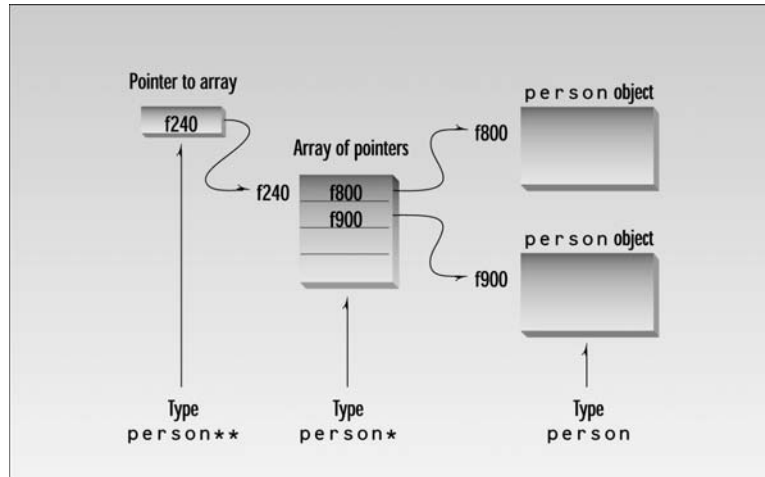 Pointer to array
f240
Array of pointers
f240
f800
f900
person object
f800
person object
f900
Type
person**
Type
person*
Type
person